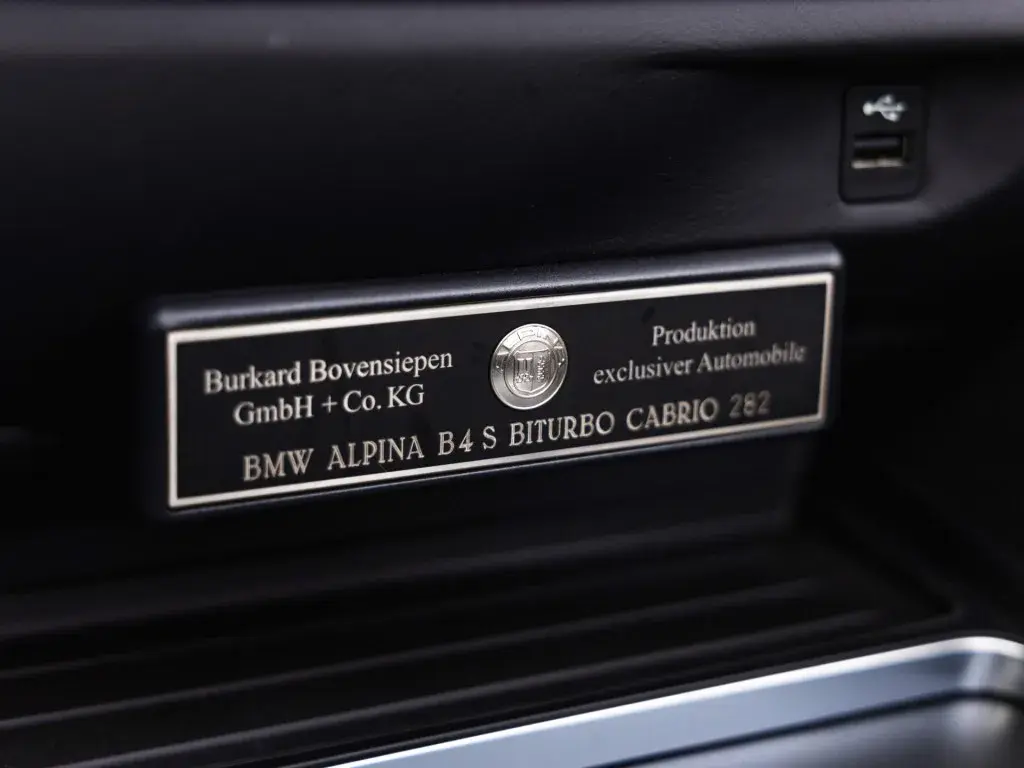 Burkard Bovensiepen
GmbH + Co. KG
Produktion
exclusiver Automobile
BMW ALPINA B4 S BITURBO CABRIO 282